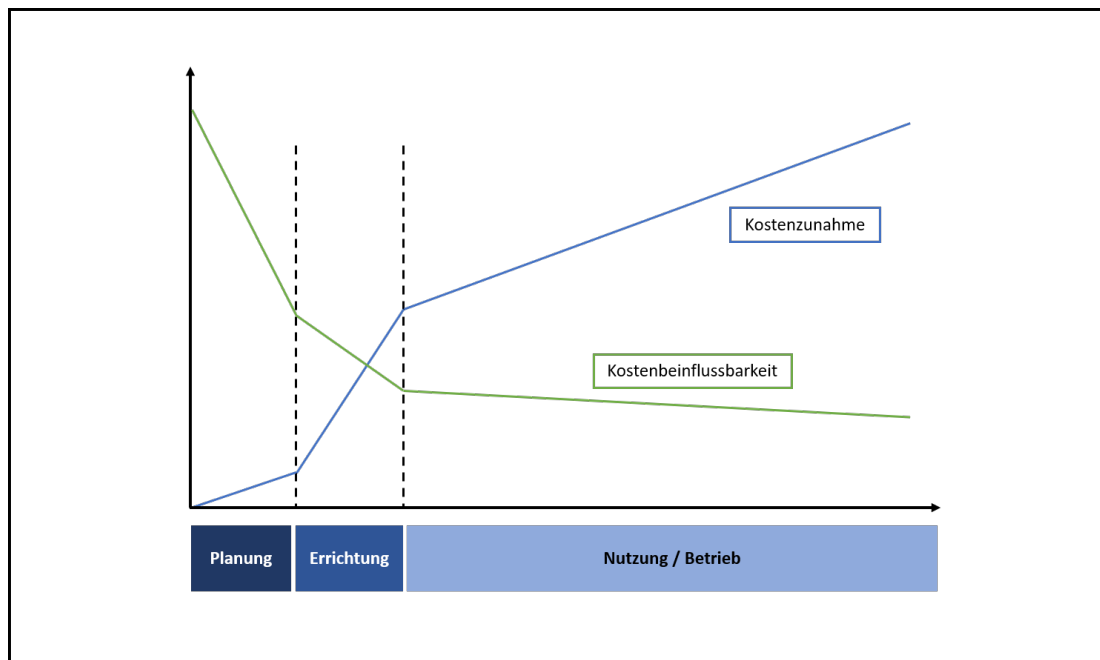 Kostenzunahme
Kostenbeinflussbarkeit
Planung
Errichtung
Nutzung / Betrieb